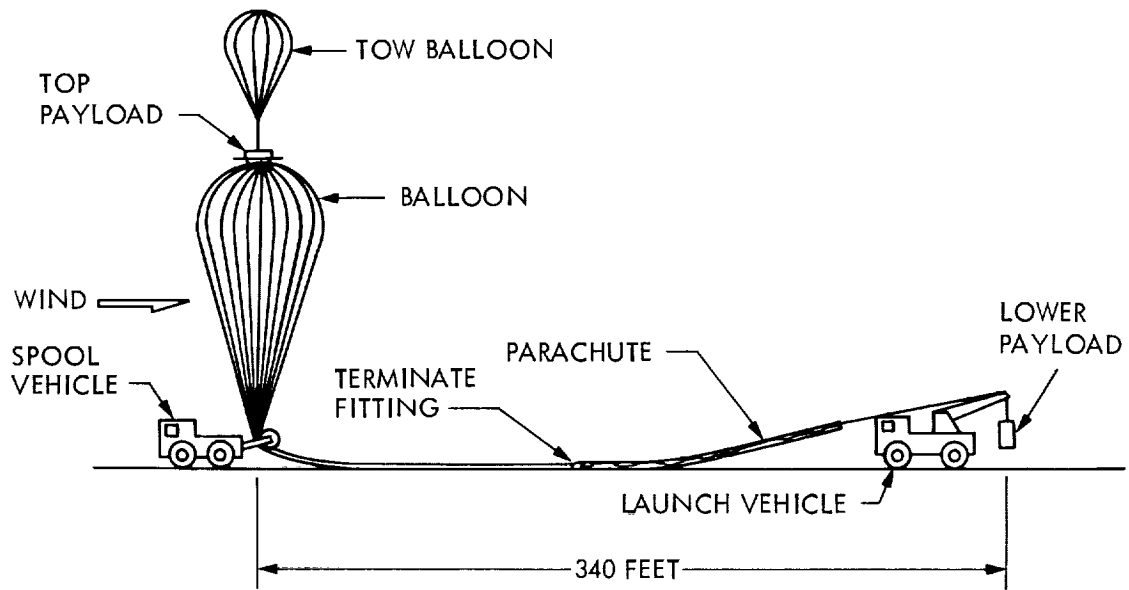 TOW BALLOON
TOP
PAYLOAD
BALLOON
WIND
LOWER
PAYLOAD
SPOOL
VEHICLE
PARACHUTE
TERMINATE
FITTING
LAUNCH VEHICLE
340 FEET